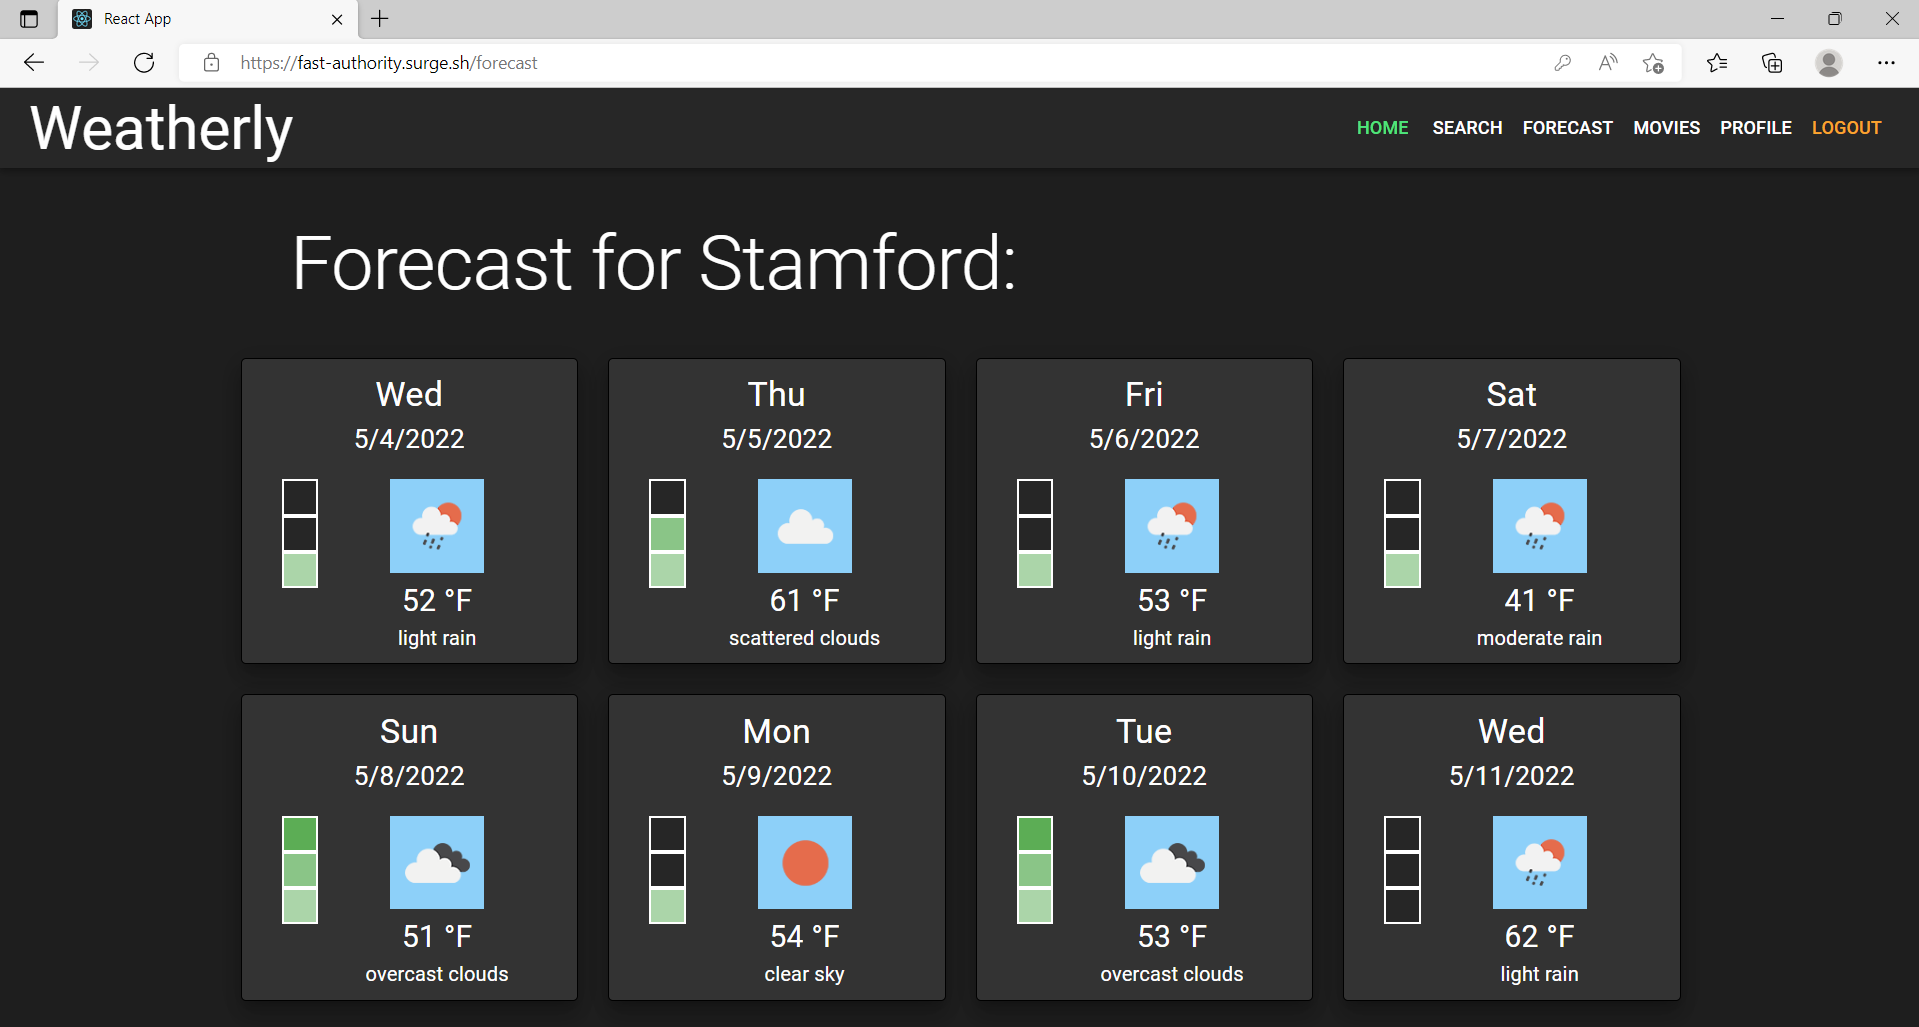 React App
https://fast-authority.surge.sh/forecast
Weatherly
HOME SEARCH FORECAST MOVIES PROFILE LOGOUT
Forecast for Stamford:
Wed
5/4/2022
52 °F
light rain
Thu
5/5/2022
61 °F
scattered clouds
Fri
5/6/2022
53 °F
light rain
Sat
5/7/2022
41 °F
moderate rain
Sun
5/8/2022
51 °F
overcast clouds
Mon
5/9/2022
54 °F
clear sky
Tue
5/10/2022
53 °F
overcast clouds
Wed
5/11/2022
62 °F
light rain